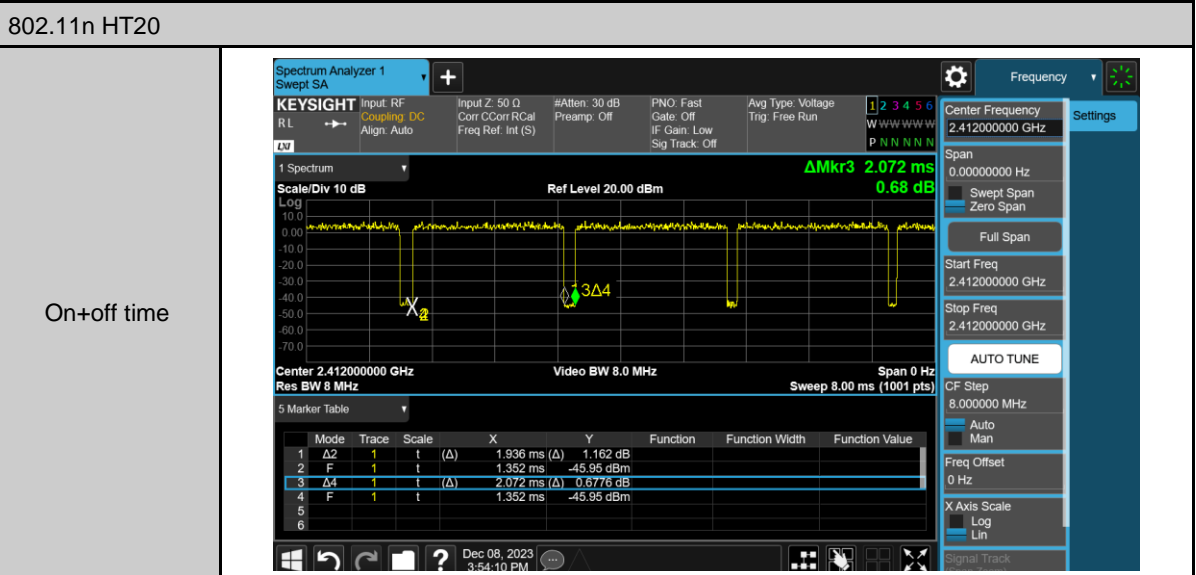 802.11n HT20
On+off time
Spectrum Analyzer 1
Swept SA
Frequency
KEYSIGHT
R L
LXI
Input: RF
Coupling: DC
Align: Auto
Input Z: 50 Ω
Corr CCorr RCal
Freq Ref: Int (S)
#Atten: 30 dB
Preamp: Off
PNO: Fast
Gate: Off
IF Gain: Low
Sig Track: Off
Avg Type: Voltage
Trig: Free Run
1 2 3 4 5 6
W W W W W W
P N N N N N
1 Spectrum
ΔMkr3 2.072 ms
Scale/Div 10 dB
Ref Level 20.00 dBm
0.68 dB
Log
10.0
0.00
-10.0
-20.0
-30.0
-40.0
-50.0
-60.0
-70.0
3Δ4
Center 2.412000000 GHz
Video BW 8.0 MHz
Span 0 Hz
Res BW 8 MHz
Sweep 8.00 ms (1001 pts)
5 Marker Table
Mode Trace Scale X Y Function Function Width Function Value
1 Δ2 1 t (Δ) 1.936 ms (Δ) 1.162 dB
2 F 1 t 1.352 ms -45.95 dBm
3 Δ4 1 t (Δ) 2.072 ms (Δ) 0.6776 dB
4 F 1 t 1.352 ms -45.95 dBm
5
6
?
Dec 08, 2023
3:54:10 PM
Center Frequency
2.412000000 GHz
Span
0.00000000 Hz
Swept Span
Zero Span
Full Span
Start Freq
2.412000000 GHz
Stop Freq
2.412000000 GHz
AUTO TUNE
CF Step
8.000000 MHz
Auto
Man
Freq Offset
0 Hz
X Axis Scale
Log
Lin
Signal Track
Settings